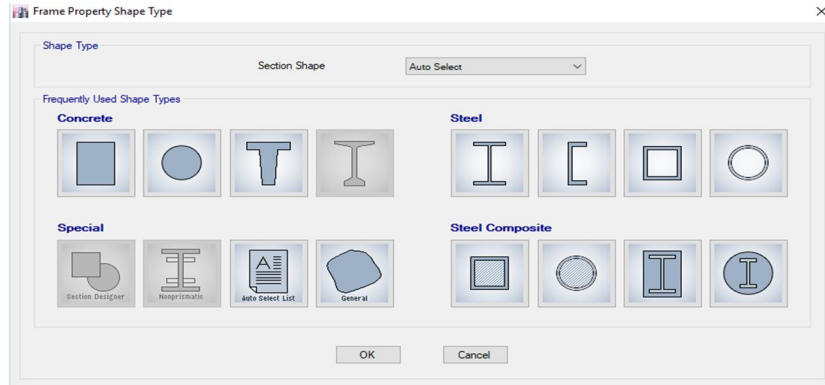 Frame Property Shape Type
Shape Type
Section Shape
Auto Select
Frequently Used Shape Types
Concrete
Steel
Special
Steel Composite
Section Designer
Nonprismatic
A
Auto Select List
General
OK
Cancel